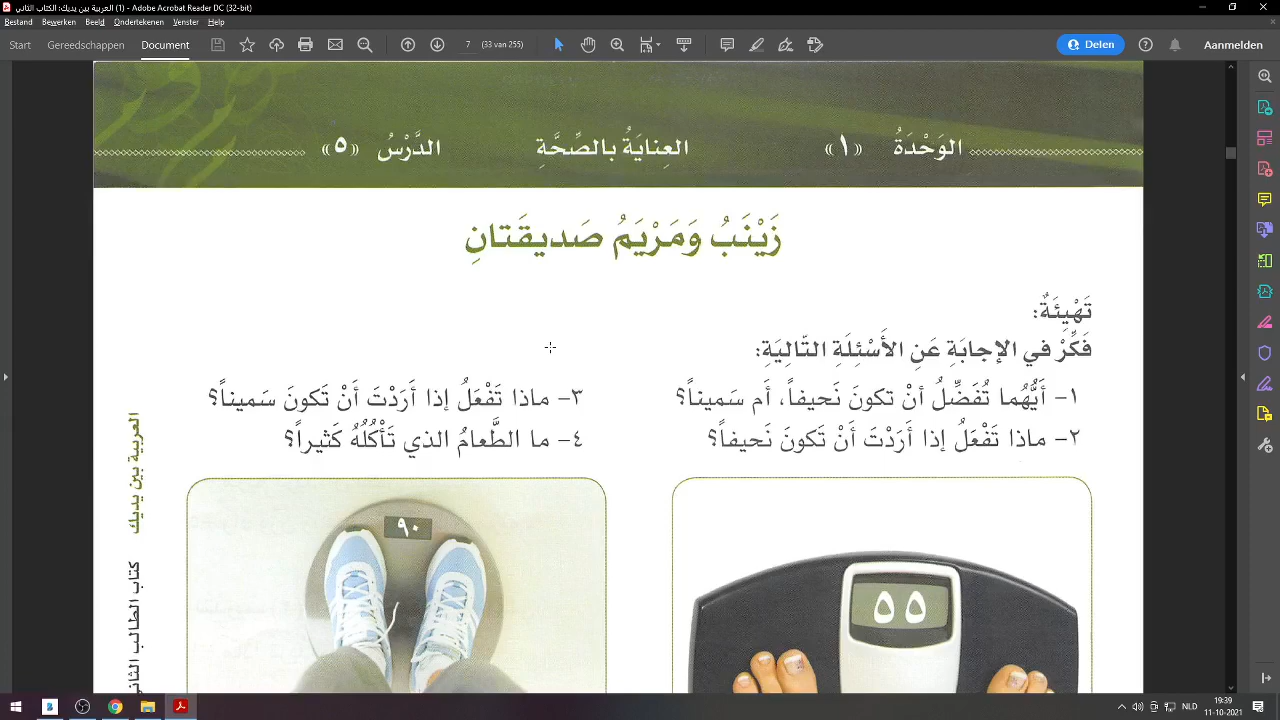 العربية بين يديك: الكتاب الثاني (1) - Adobe Acrobat Reader DC (32-bit)
Bestand Bewerken Beeld Ondertekenen Venster Help
Start Gereedschappen Document 7 (33 van 255) Delen Aanmelden
الوَحْدَةُ «١» العِنايَةُ بالصِّحَّةِ الدَّرْسُ «٥»
زَيْنَبُ وَمَرْيَمُ صَديقَتانِ
تَهْيِئَةٌ:
فَكِّرْ في الإجابَةِ عَنِ الأَسْئِلَةِ التّالِيَةِ:
١- أَيُّهُما تُفَضِّلُ أنْ تكونَ نَحيفاً، أَم سَميناً؟
٢- ماذا تَفْعَلُ إذا أَرَدْتَ أَنْ تَكونَ نَحيفاً؟
٣- ماذا تَفْعَلُ إذا أَرَدْتَ أَنْ تَكونَ سَميناً؟
٤- ما الطَّعامُ الذي تَأْكُلُهُ كَثيراً؟
٩٠
٥٥
العربية بين يديك كتاب الطالب الثاني
NLD
19:39
11-10-2021